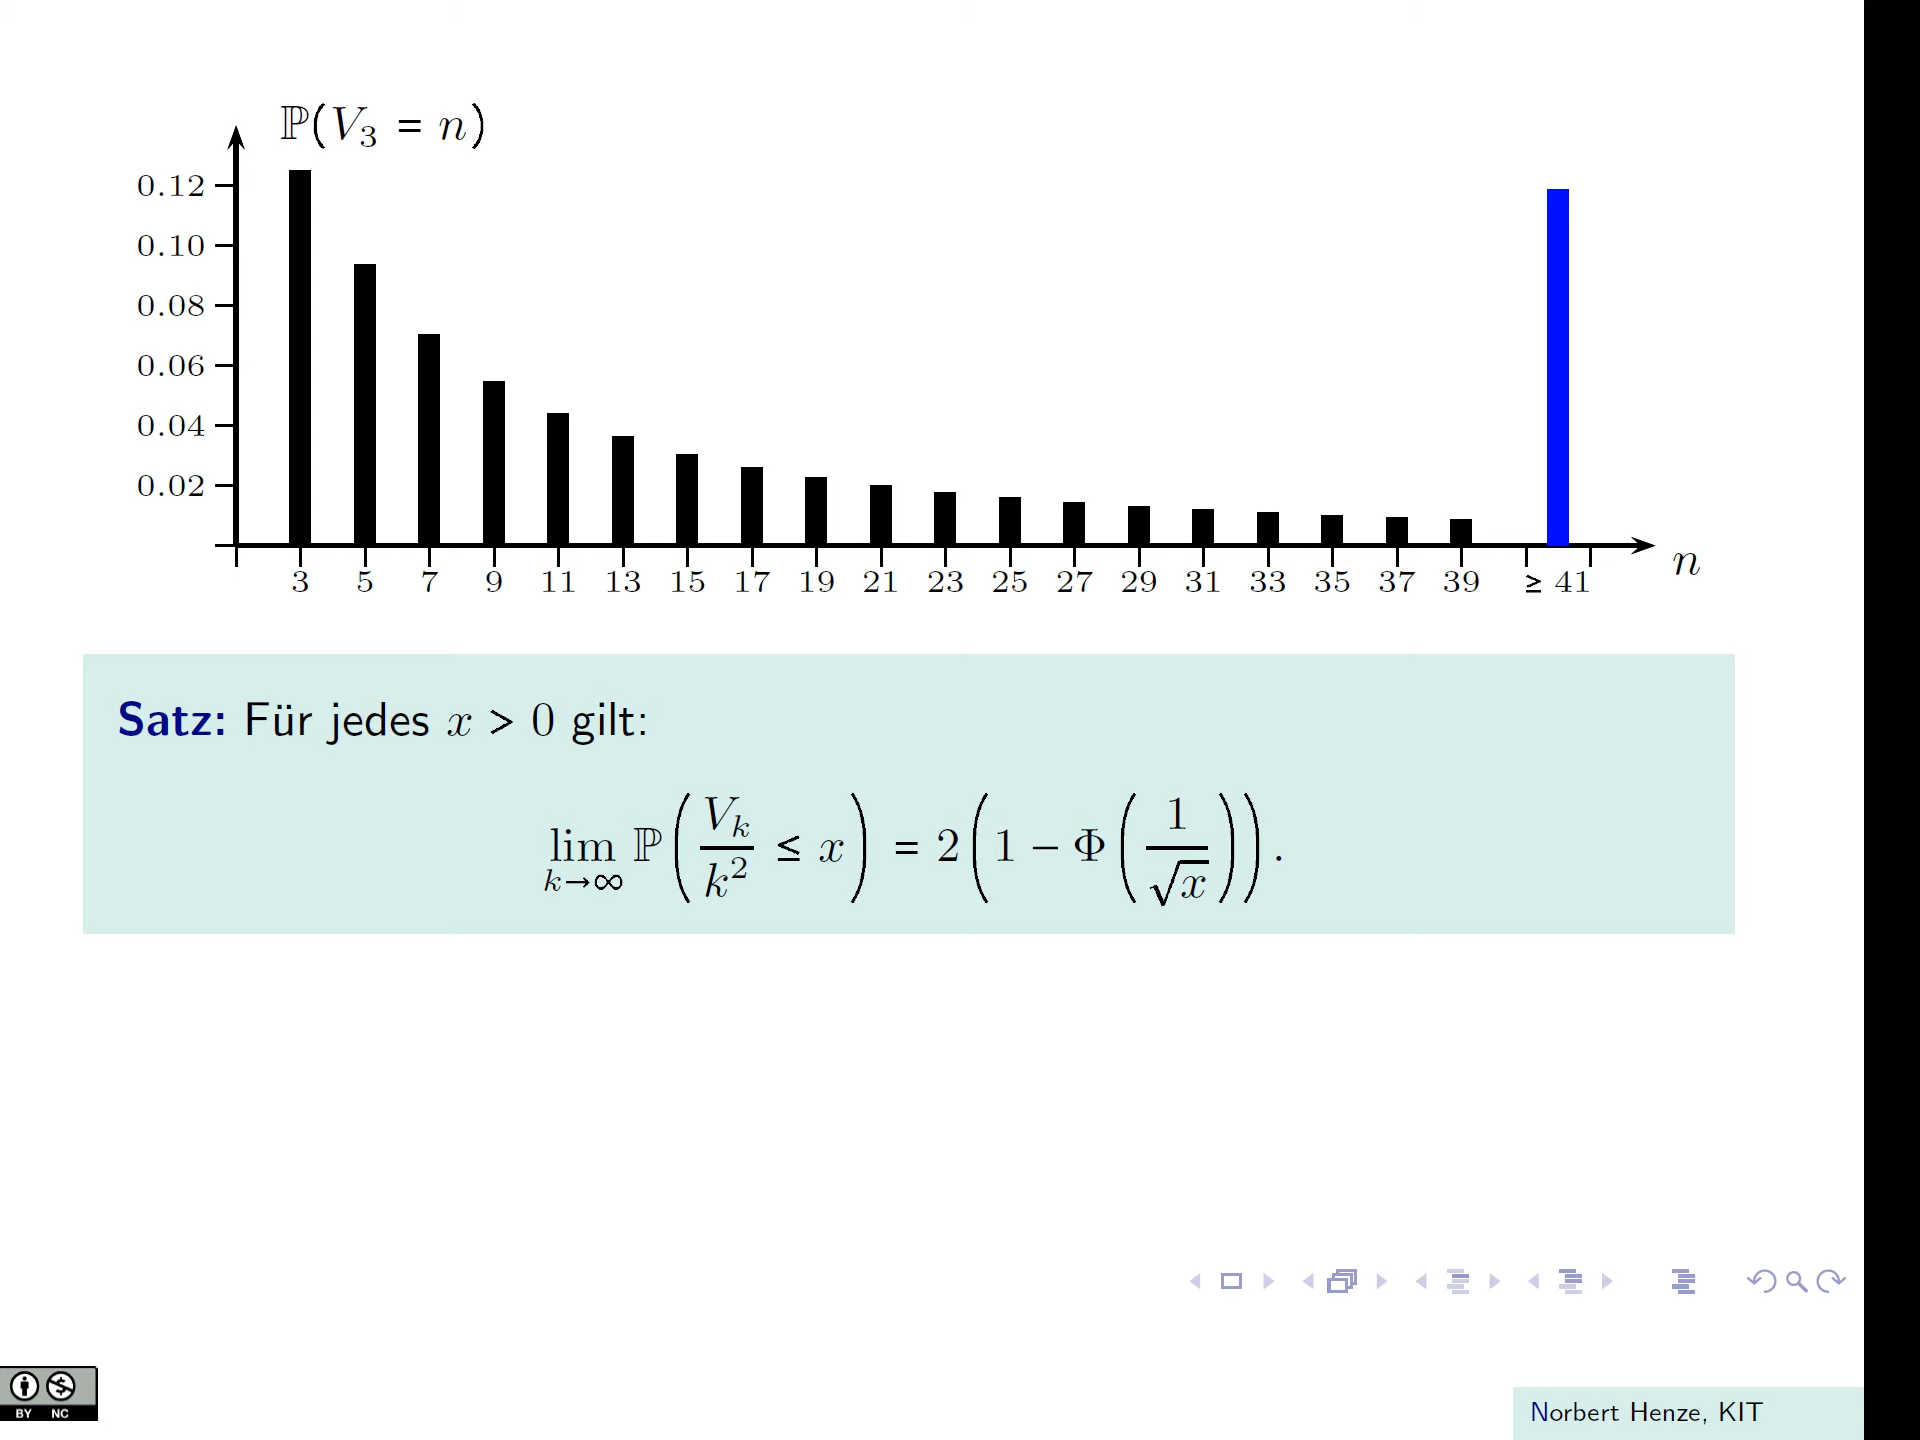 ℙ(V₃ = n)
0.12
0.10
0.08
0.06
0.04
0.02
3 5 7 9 11 13 15 17 19 21 23 25 27 29 31 33 35 37 39 ≥ 41
n
Satz: Für jedes x > 0 gilt:
lim_{k→∞} ℙ(V_k / k² ≤ x) = 2(1 − Φ(1/√x)).
BY NC
Norbert Henze, KIT